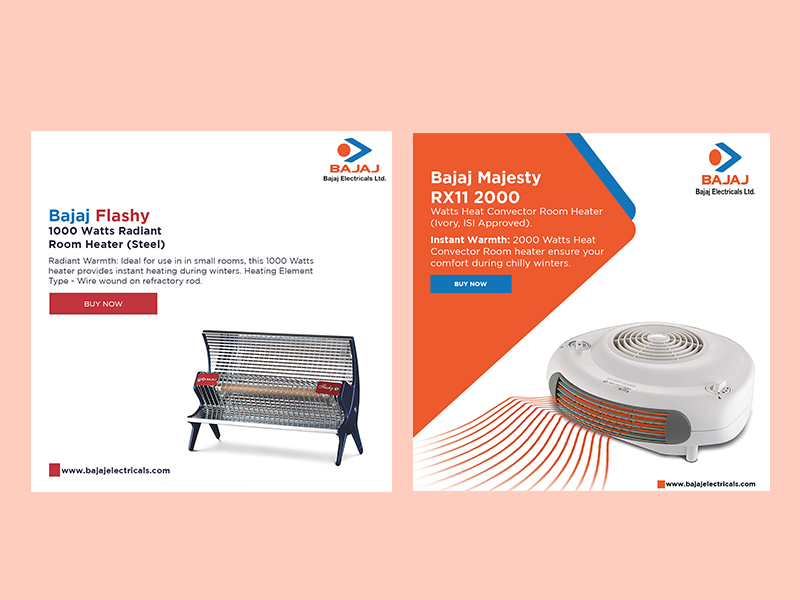 BAJAJ
Bajaj Electricals Ltd.
Bajaj Flashy
1000 Watts Radiant
Room Heater (Steel)
Radiant Warmth: Ideal for use in in small rooms, this 1000 Watts
heater provides instant heating during winters. Heating Element
Type - Wire wound on refractory rod.
BUY NOW
Flashy
www.bajajelectricals.com
BAJAJ
Bajaj Electricals Ltd.
Bajaj Majesty
RX11 2000
Watts Heat Convector Room Heater
(Ivory, ISI Approved).
Instant Warmth: 2000 Watts Heat
Convector Room heater ensure your
comfort during chilly winters.
BUY NOW
www.bajajelectricals.com